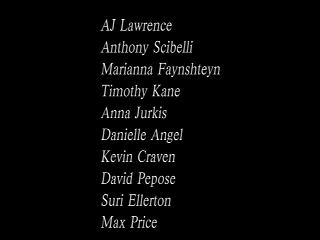 AJ Lawrence
Anthony Scibelli
Marianna Faynshteyn
Timothy Kane
Anna Jurkis
Danielle Angel
Kevin Craven
David Pepose
Suri Ellerton
Max Price